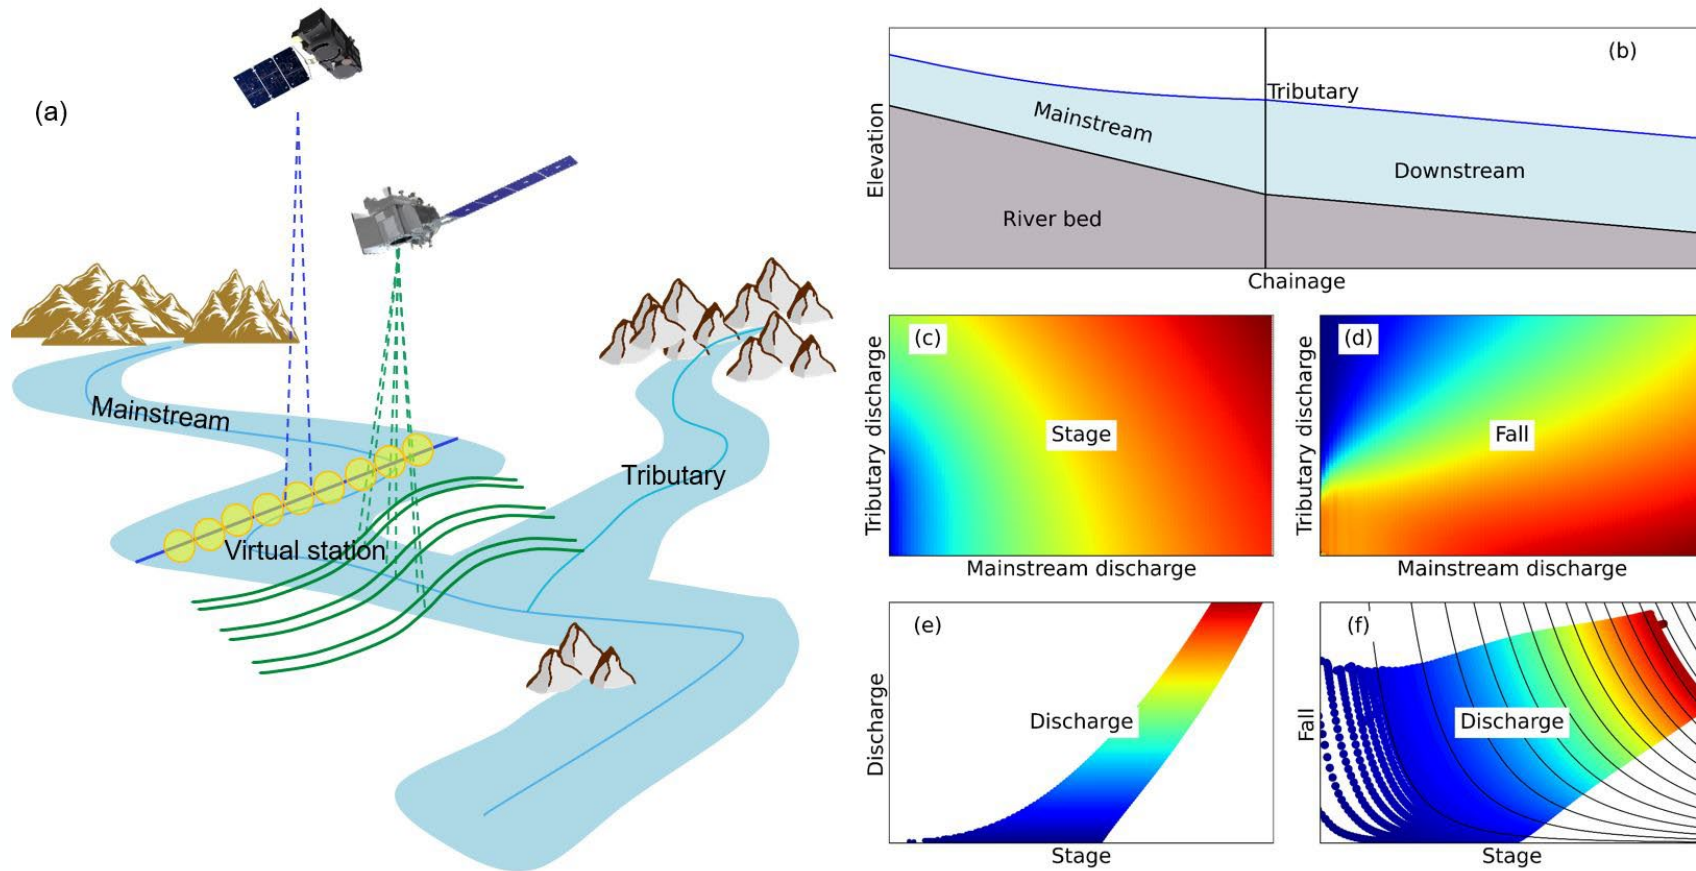 (a)
Mainstream
Virtual station
Tributary
(b)
Tributary
Mainstream
Downstream
River bed
Elevation
Chainage
(c)
Stage
Tributary discharge
Mainstream discharge
(d)
Fall
Tributary discharge
Mainstream discharge
(e)
Discharge
Discharge
Stage
(f)
Discharge
Fall
Stage